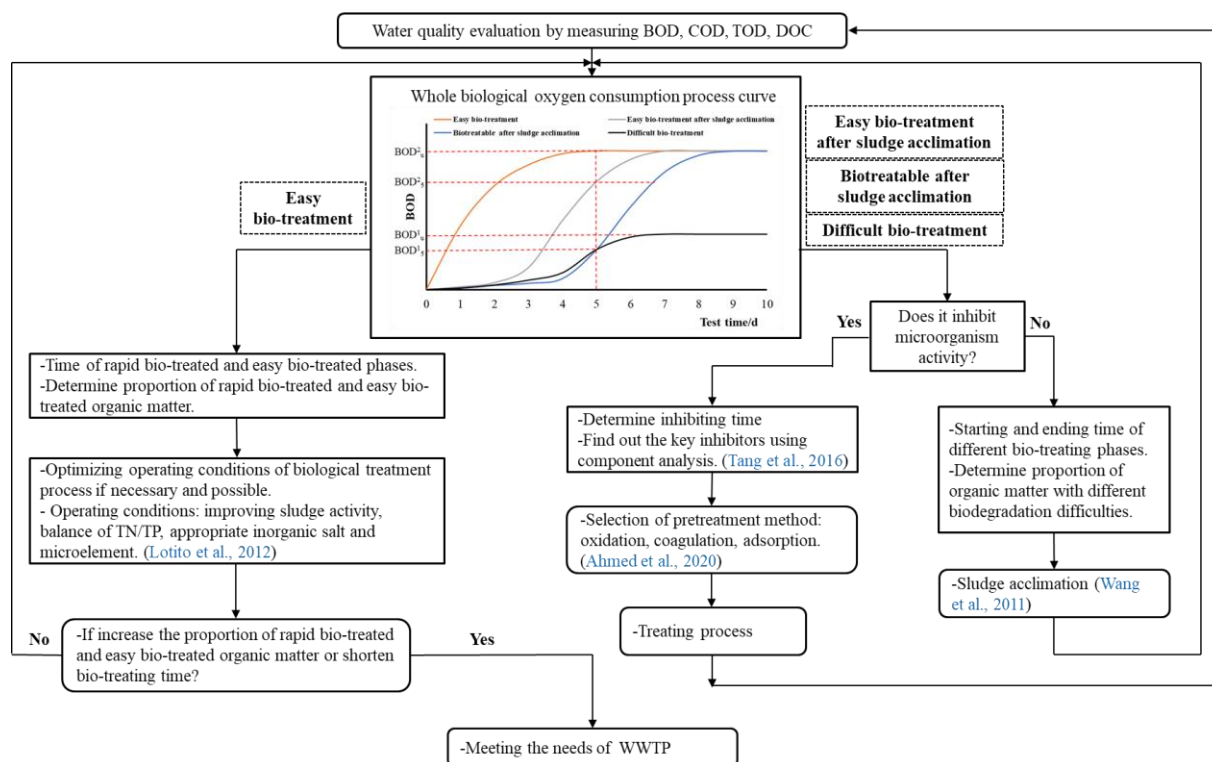 Water quality evaluation by measuring BOD, COD, TOD, DOC
Whole biological oxygen consumption process curve
Easy bio-treatment
Easy bio-treatment after sludge acclimation
Biotreatable after sludge acclimation
Difficult bio-treatment
BOD
BOD²ᵤ
BOD²₅
BOD¹ᵤ
BOD¹₅
0 1 2 3 4 5 6 7 8 9 10
Test time/d
Easy
bio-treatment
Easy bio-treatment
after sludge acclimation
Biotreatable after
sludge acclimation
Difficult bio-treatment
-Time of rapid bio-treated and easy bio-treated phases.
-Determine proportion of rapid bio-treated and easy bio-
treated organic matter.
-Optimizing operating conditions of biological treatment
process if necessary and possible.
- Operating conditions: improving sludge activity,
balance of TN/TP, appropriate inorganic salt and
microelement. (Lotito et al., 2012)
No
-If increase the proportion of rapid bio-treated
and easy bio-treated organic matter or shorten
bio-treating time?
Yes
-Meeting the needs of WWTP
Yes
Does it inhibit
microorganism
activity?
No
-Determine inhibiting time
-Find out the key inhibitors using
component analysis. (Tang et al., 2016)
-Selection of pretreatment method:
oxidation, coagulation, adsorption.
(Ahmed et al., 2020)
-Treating process
-Starting and ending time of
different bio-treating phases.
-Determine proportion of
organic matter with different
biodegradation difficulties.
-Sludge acclimation (Wang
et al., 2011)